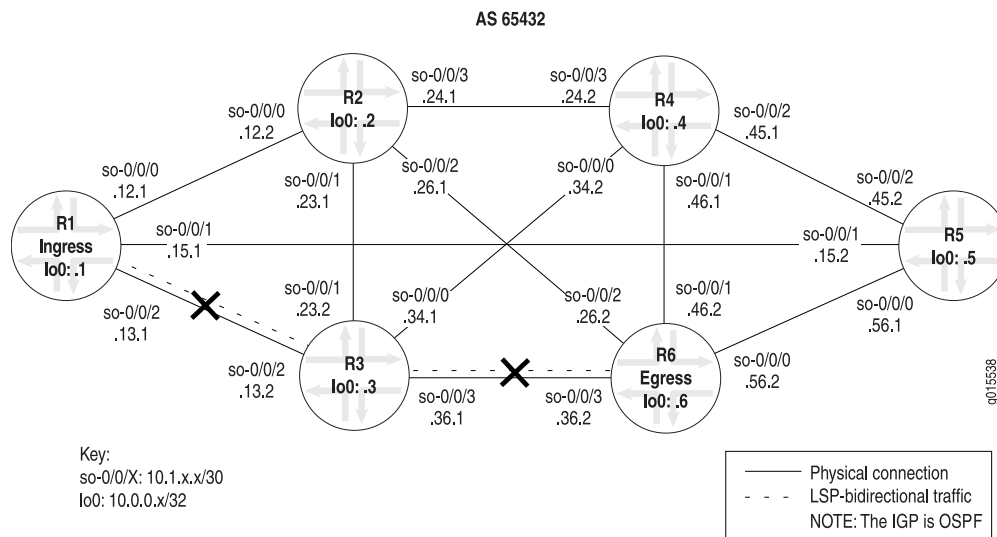 AS 65432
so-0/0/3
.24.1
so-0/0/3
.24.2
R2
lo0: .2
R4
lo0: .4
so-0/0/0
.12.2
so-0/0/2
.45.1
so-0/0/0
.12.1
so-0/0/2
.26.1
so-0/0/0
.34.2
so-0/0/1
.23.1
so-0/0/1
.46.1
so-0/0/2
.45.2
R1
Ingress
lo0: .1
so-0/0/1
.15.1
so-0/0/1
.15.2
R5
lo0: .5
so-0/0/1
.23.2
so-0/0/0
.34.1
so-0/0/2
.26.2
so-0/0/1
.46.2
so-0/0/0
.56.1
so-0/0/2
.13.1
so-0/0/2
.13.2
R3
lo0: .3
R6
Egress
lo0: .6
so-0/0/0
.56.2
so-0/0/3
.36.1
so-0/0/3
.36.2
g015538
Key:
so-0/0/X: 10.1.x.x/30
lo0: 10.0.0.x/32
Physical connection
LSP-bidirectional traffic
NOTE: The IGP is OSPF